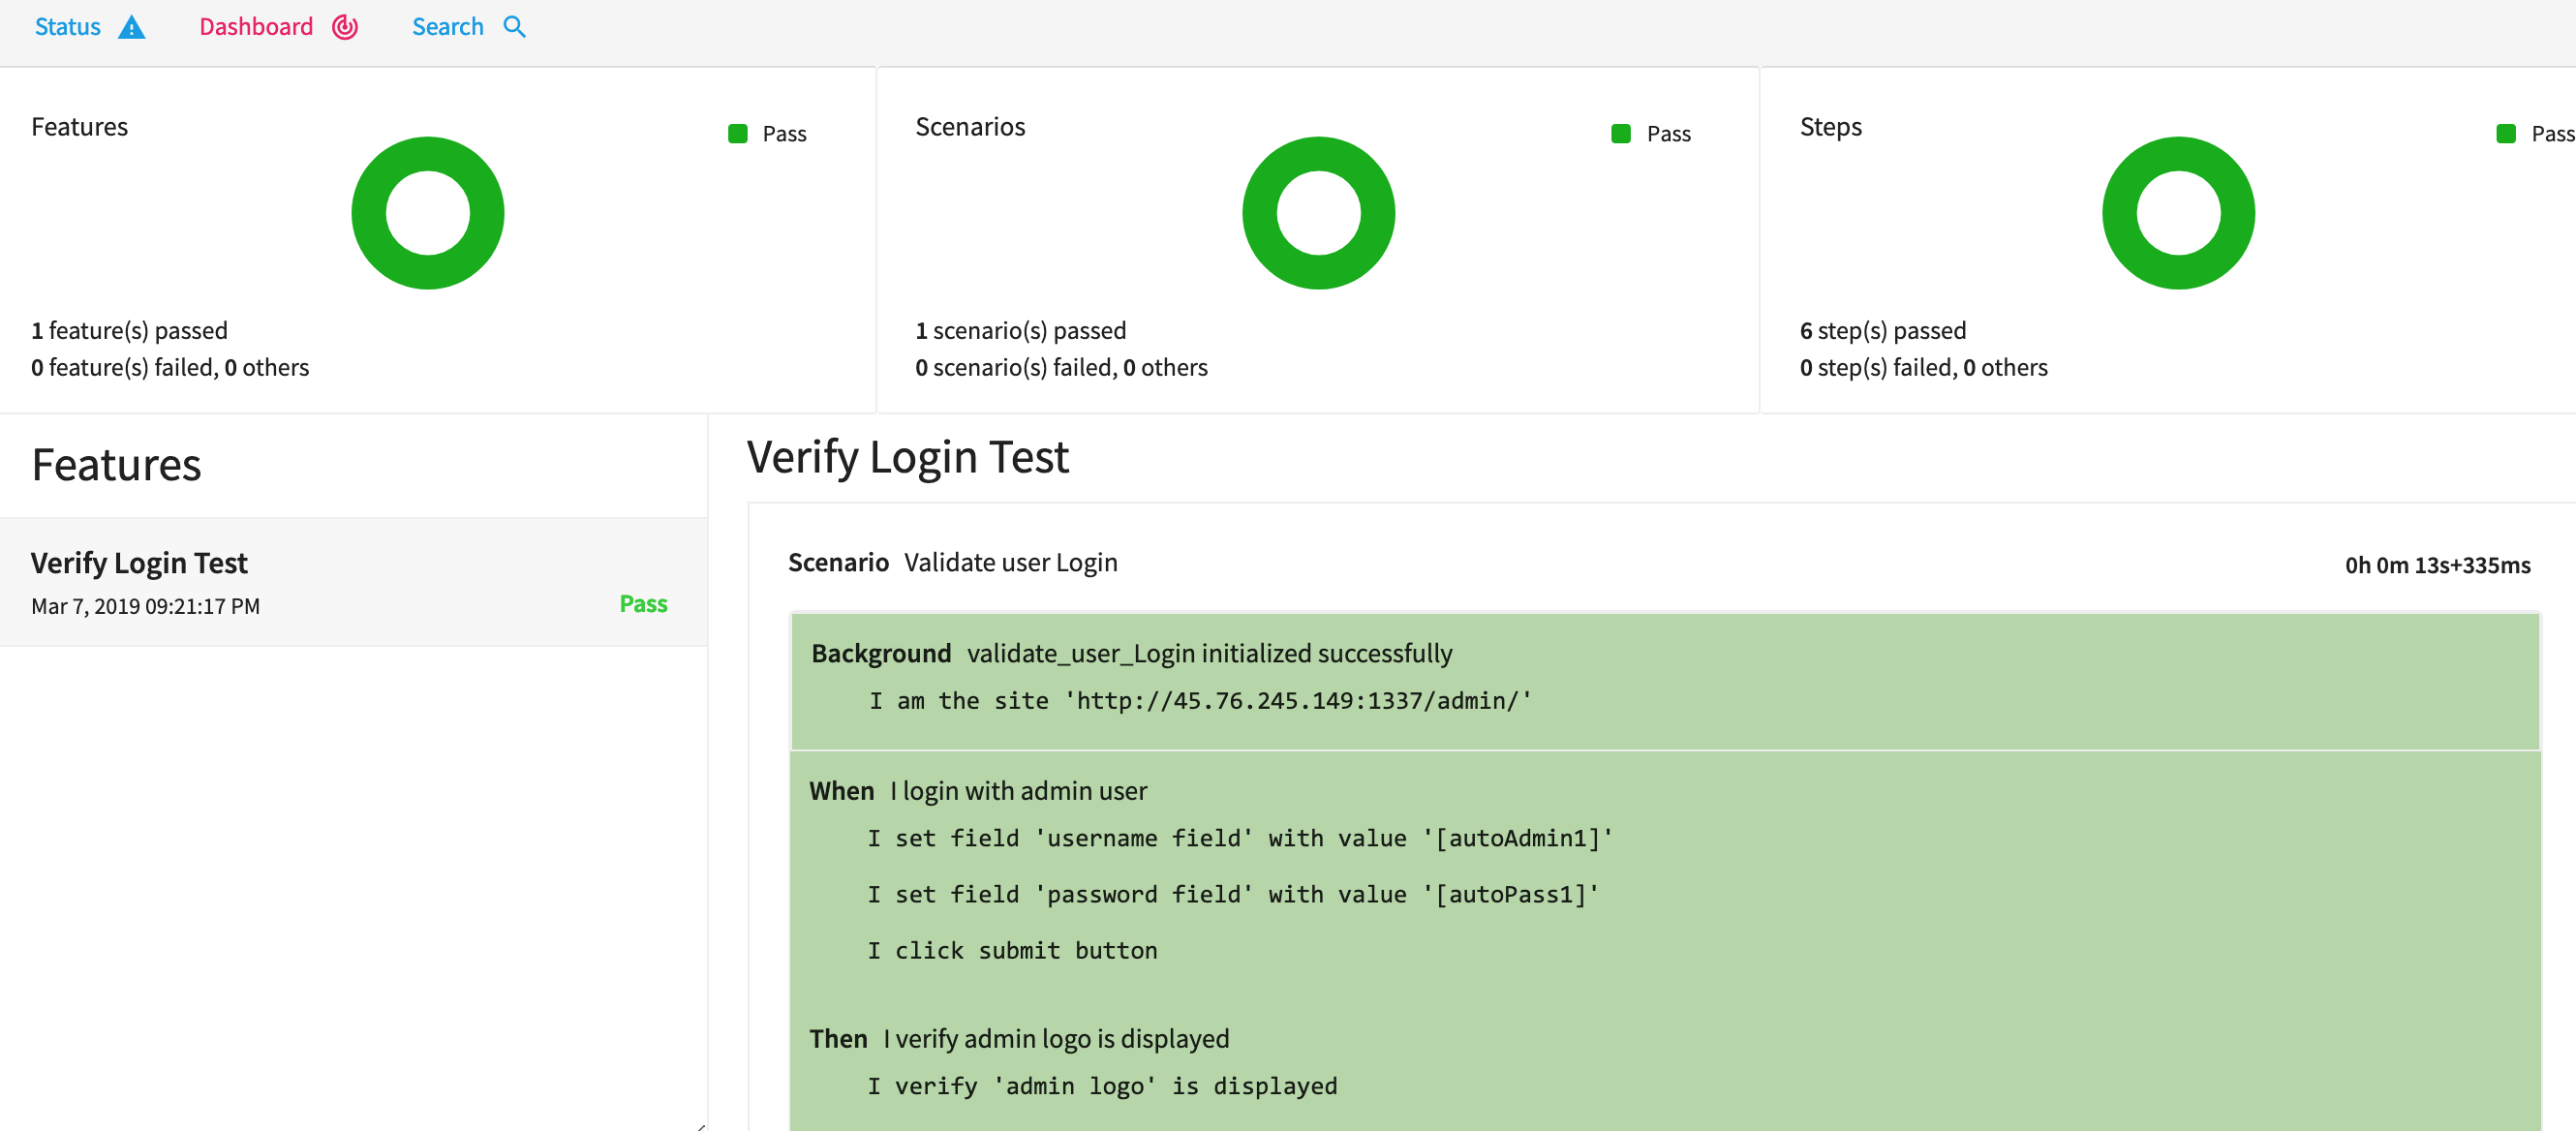 Status
Dashboard
Search
Features
Pass
1 feature(s) passed
0 feature(s) failed, 0 others
Scenarios
Pass
1 scenario(s) passed
0 scenario(s) failed, 0 others
Steps
Pass
6 step(s) passed
0 step(s) failed, 0 others
Features
Verify Login Test
Mar 7, 2019 09:21:17 PM
Pass
Verify Login Test
Scenario Validate user Login
0h 0m 13s+335ms
Background validate_user_Login initialized successfully
I am the site 'http://45.76.245.149:1337/admin/'
When I login with admin user
I set field 'username field' with value '[autoAdmin1]'
I set field 'password field' with value '[autoPass1]'
I click submit button
Then I verify admin logo is displayed
I verify 'admin logo' is displayed